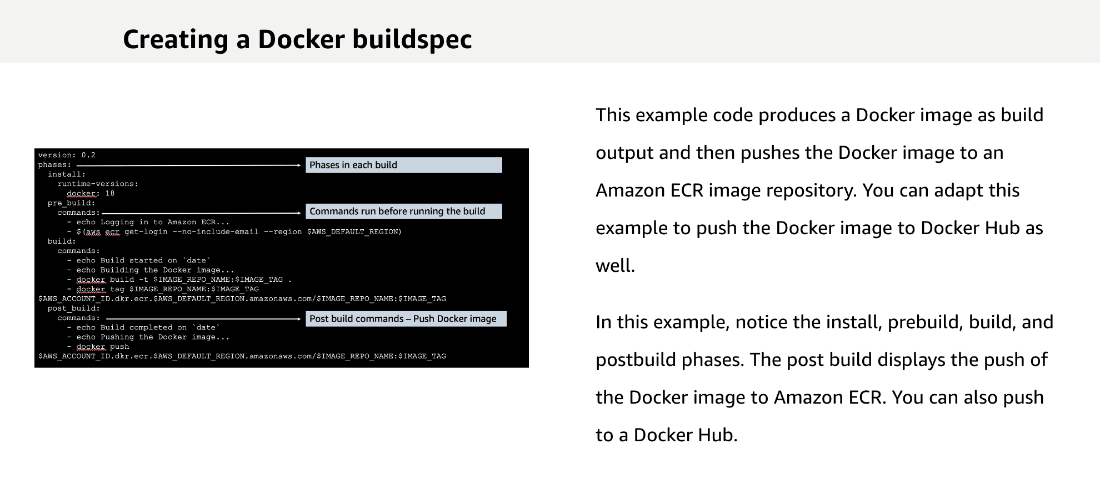 Creating a Docker buildspec
version: 0.2
phases:
Phases in each build
install:
runtime-versions:
docker: 18
pre_build:
commands:
Commands run before running the build
- echo Logging in to Amazon ECR...
- $(aws ecr get-login --no-include-email --region $AWS_DEFAULT_REGION)
build:
commands:
- echo Build started on `date`
- echo Building the Docker image...
- docker build -t $IMAGE_REPO_NAME:$IMAGE_TAG .
- docker tag $IMAGE_REPO_NAME:$IMAGE_TAG
$AWS_ACCOUNT_ID.dkr.ecr.$AWS_DEFAULT_REGION.amazonaws.com/$IMAGE_REPO_NAME:$IMAGE_TAG
post_build:
commands:
Post build commands – Push Docker image
- echo Build completed on `date`
- echo Pushing the Docker image...
- docker push
$AWS_ACCOUNT_ID.dkr.ecr.$AWS_DEFAULT_REGION.amazonaws.com/$IMAGE_REPO_NAME:$IMAGE_TAG
This example code produces a Docker image as build
output and then pushes the Docker image to an
Amazon ECR image repository. You can adapt this
example to push the Docker image to Docker Hub as
well.
In this example, notice the install, prebuild, build, and
postbuild phases. The post build displays the push of
the Docker image to Amazon ECR. You can also push
to a Docker Hub.